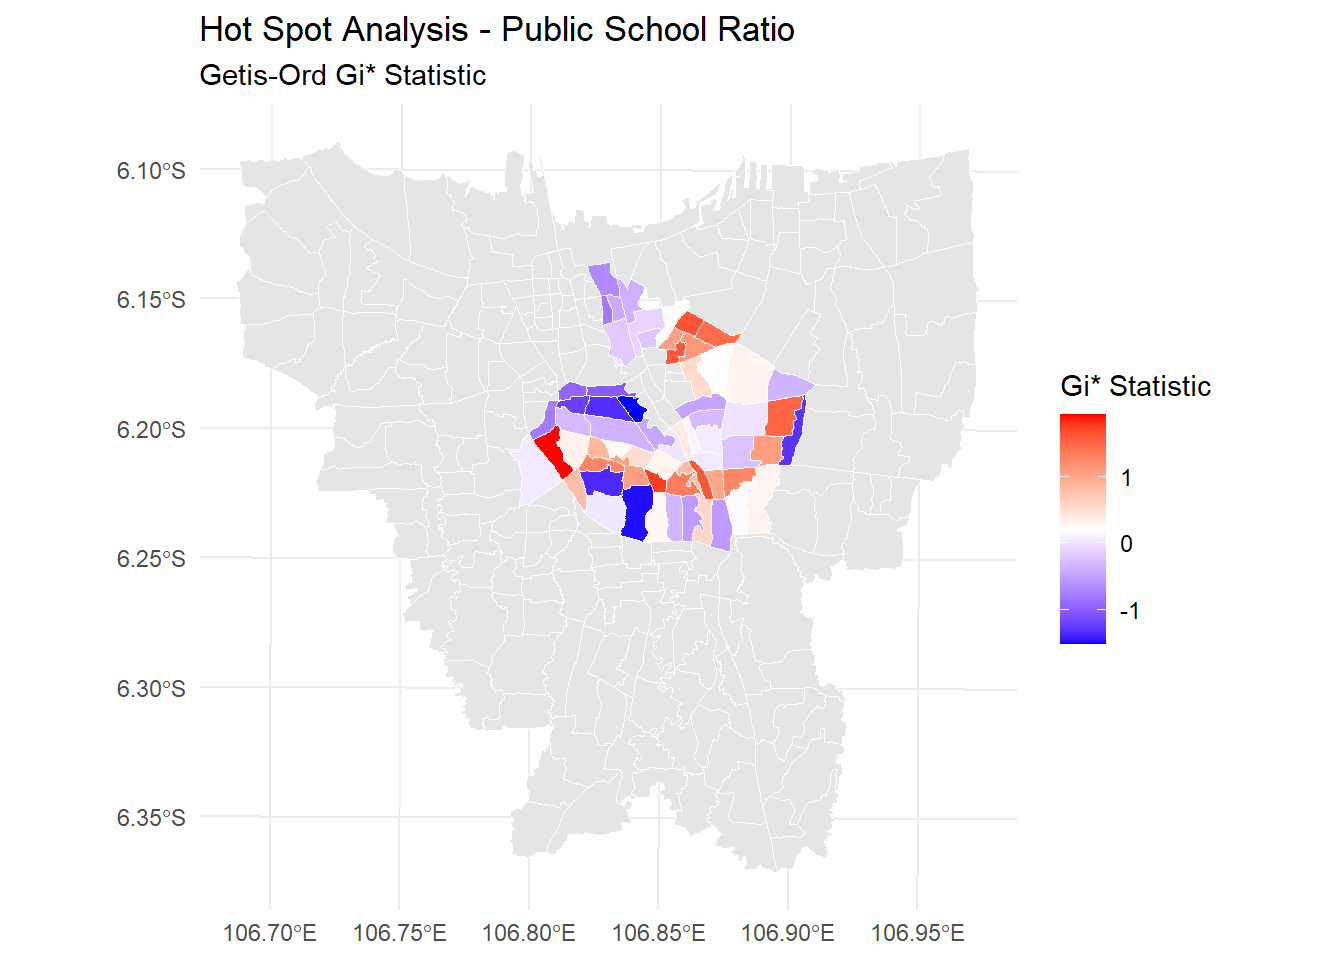 Hot Spot Analysis - Public School Ratio
Getis-Ord Gi* Statistic
6.10°S
6.15°S
6.20°S
6.25°S
6.30°S
6.35°S
106.70°E 106.75°E 106.80°E 106.85°E 106.90°E 106.95°E
Gi* Statistic
1
0
-1